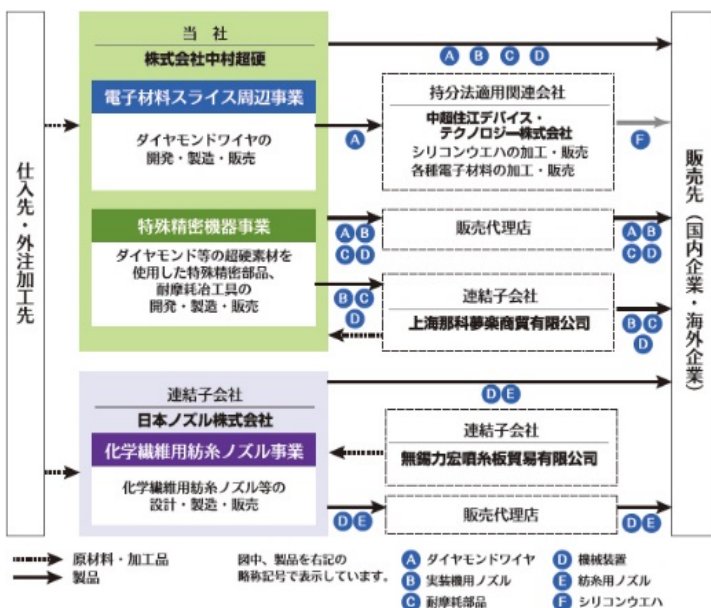 仕入先・外注加工先
当 社
株式会社中村超硬
電子材料スライス周辺事業
ダイヤモンドワイヤの
開発・製造・販売
特殊精密機器事業
ダイヤモンド等の超硬素材を
使用した特殊精密部品、
耐摩耗冶工具の
開発・製造・販売
A B C D
A
持分法適用関連会社
中超住江デバイス・
テクノロジー株式会社
シリコンウエハの加工・販売
各種電子材料の加工・販売
F
A B
C D
販売代理店
A B
C D
B C
D
連結子会社
上海那科夢楽商貿有限公司
B C
D
連結子会社
日本ノズル株式会社
化学繊維用紡糸ノズル事業
化学繊維用紡糸ノズル等の
設計・製造・販売
D E
連結子会社
無錫力宏噴糸板貿易有限公司
D E
販売代理店
D E
販売先（国内企業・海外企業）
原材料・加工品
製品
図中、製品を右記の
略称記号で表示しています。
A ダイヤモンドワイヤ
B 実装機用ノズル
C 耐摩耗部品
D 機械装置
E 紡糸用ノズル
F シリコンウエハ